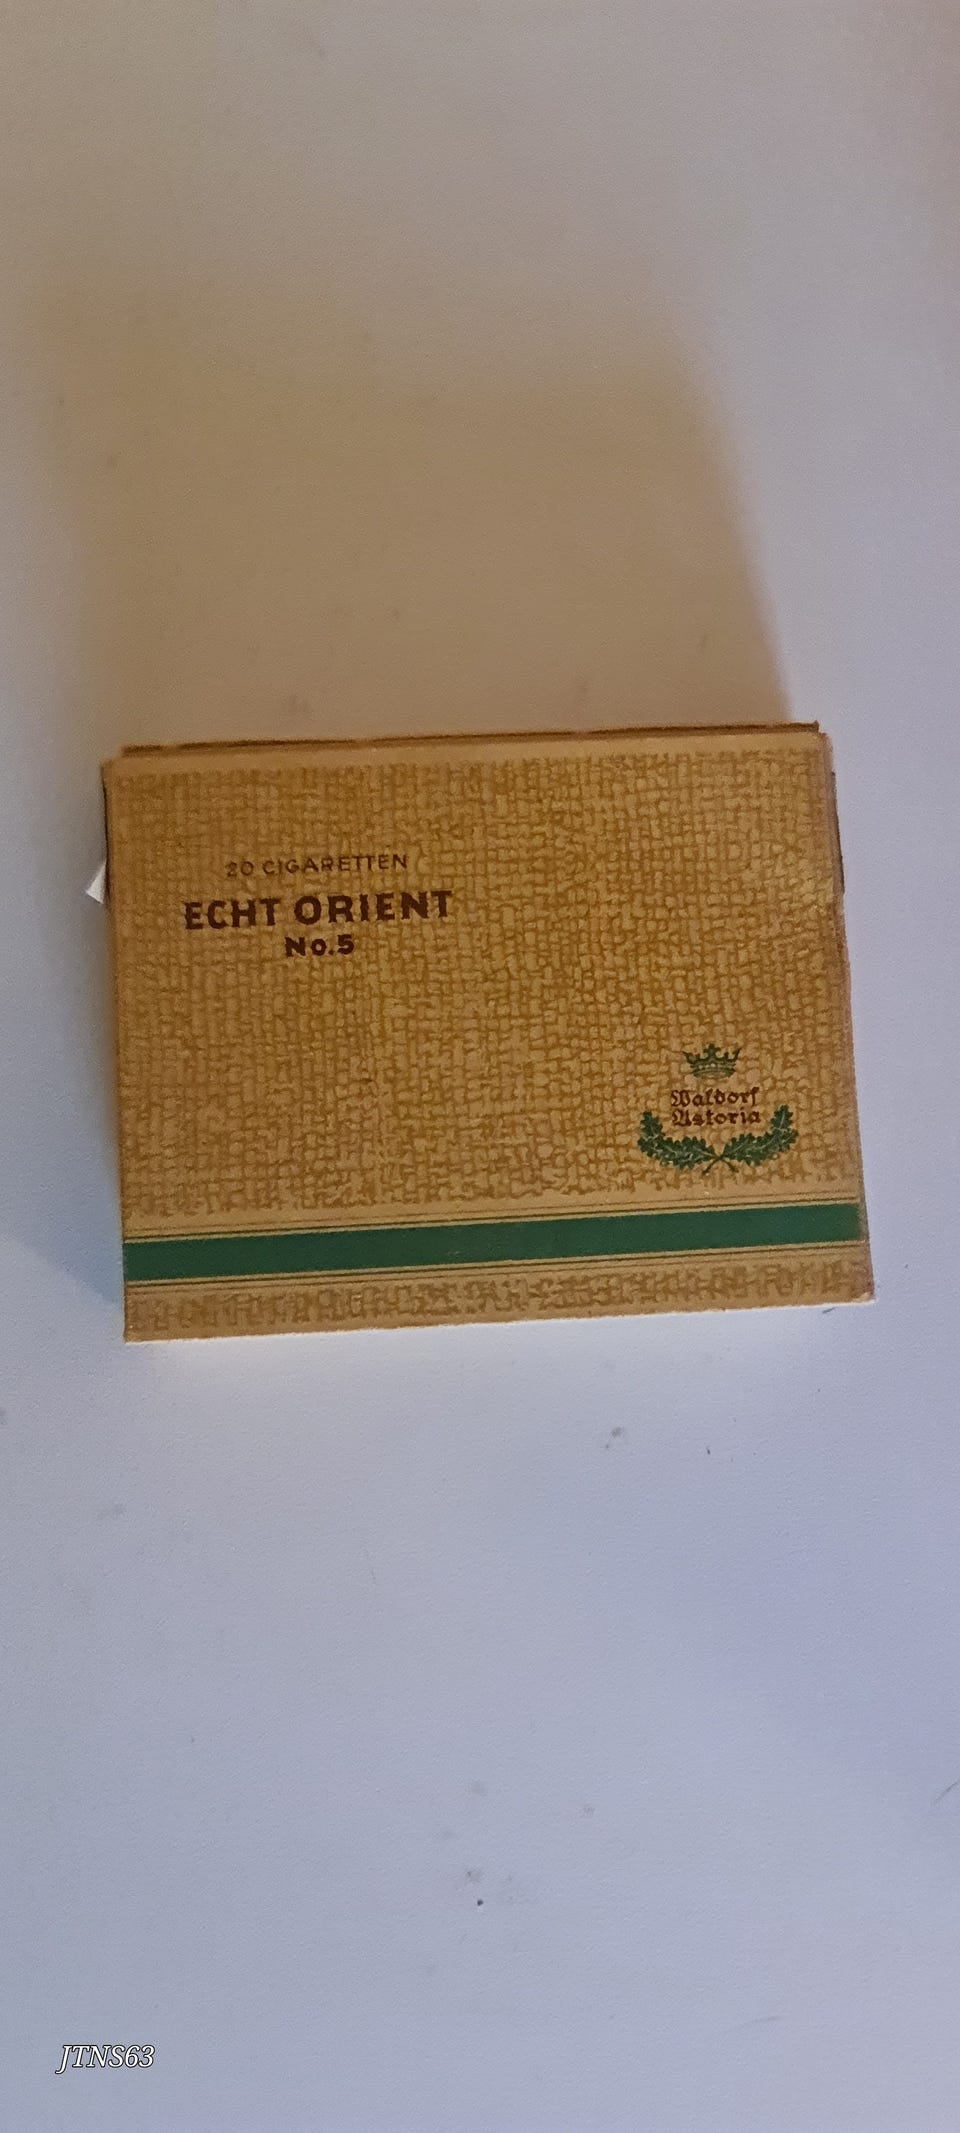 20 CIGARETTEN
ECHT ORIENT
No.5
Waldorf
Astoria
JTNS63